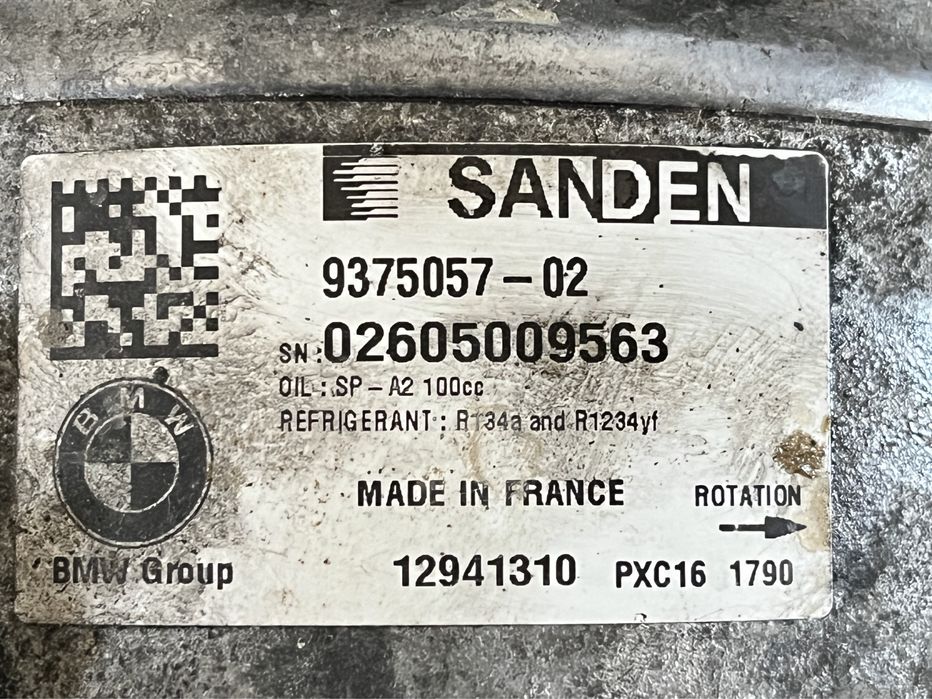 SANDEN
9375057-02
SN:02605009563
OIL: SP-A2 100cc
REFRIGERANT: R134a and R1234yf
BMW
MADE IN FRANCE
ROTATION
BMW Group
12941310 PXC16 1790